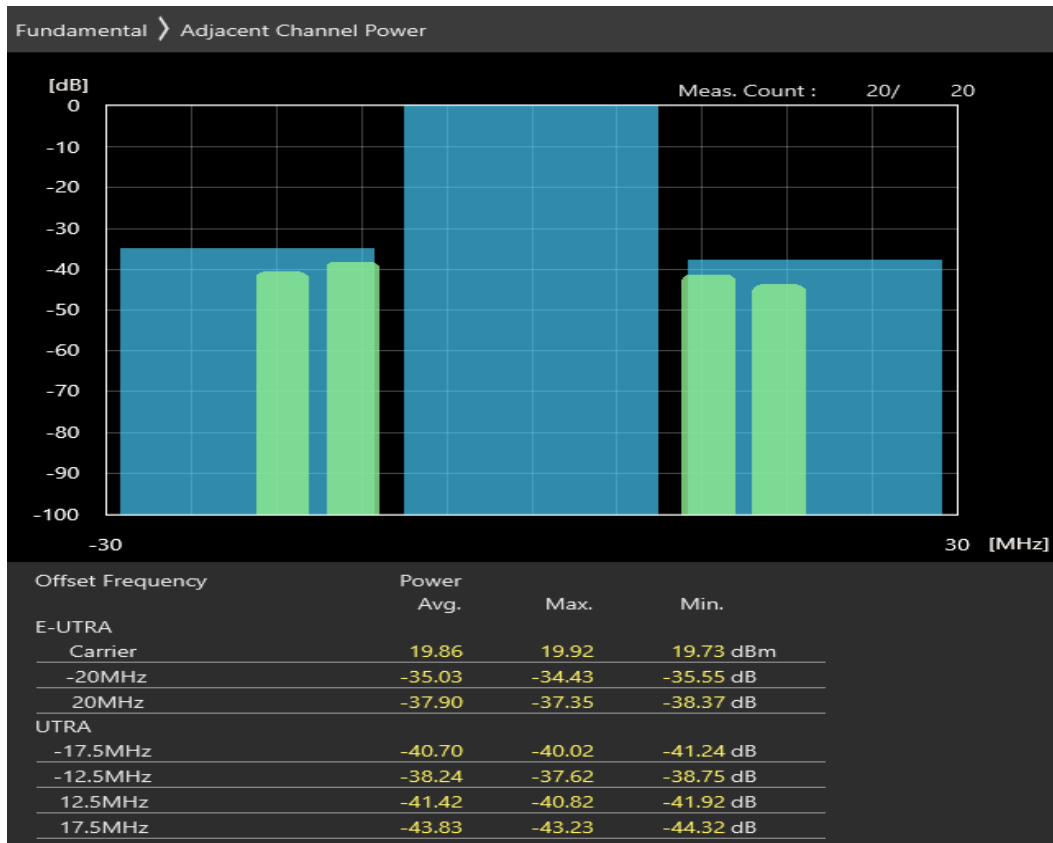 Fundamental 〉 Adjacent Channel Power
[dB]
Meas. Count : 20/ 20
0
-10
-20
-30
-40
-50
-60
-70
-80
-90
-100
-30 30 [MHz]
Offset Frequency Power
Avg. Max. Min.
E-UTRA
Carrier 19.86 19.92 19.73 dBm
-20MHz -35.03 -34.43 -35.55 dB
20MHz -37.90 -37.35 -38.37 dB
UTRA
-17.5MHz -40.70 -40.02 -41.24 dB
-12.5MHz -38.24 -37.62 -38.75 dB
12.5MHz -41.42 -40.82 -41.92 dB
17.5MHz -43.83 -43.23 -44.32 dB